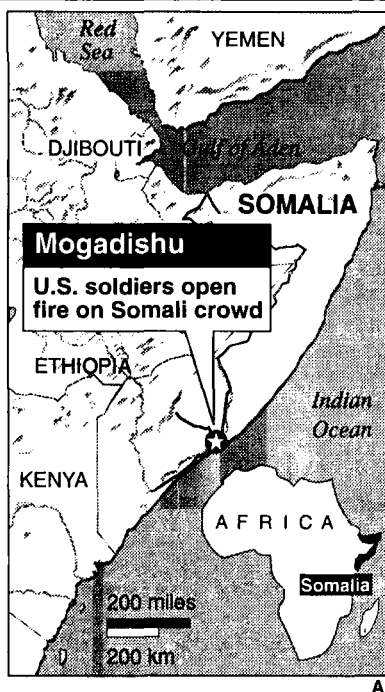 Red
Sea
YEMEN
DJIBOUTI
Gulf of Aden
SOMALIA
Mogadishu
U.S. soldiers open
fire on Somali crowd
ETHIOPIA
Indian
Ocean
KENYA
AFRICA
Somalia
200 miles
200 km
A